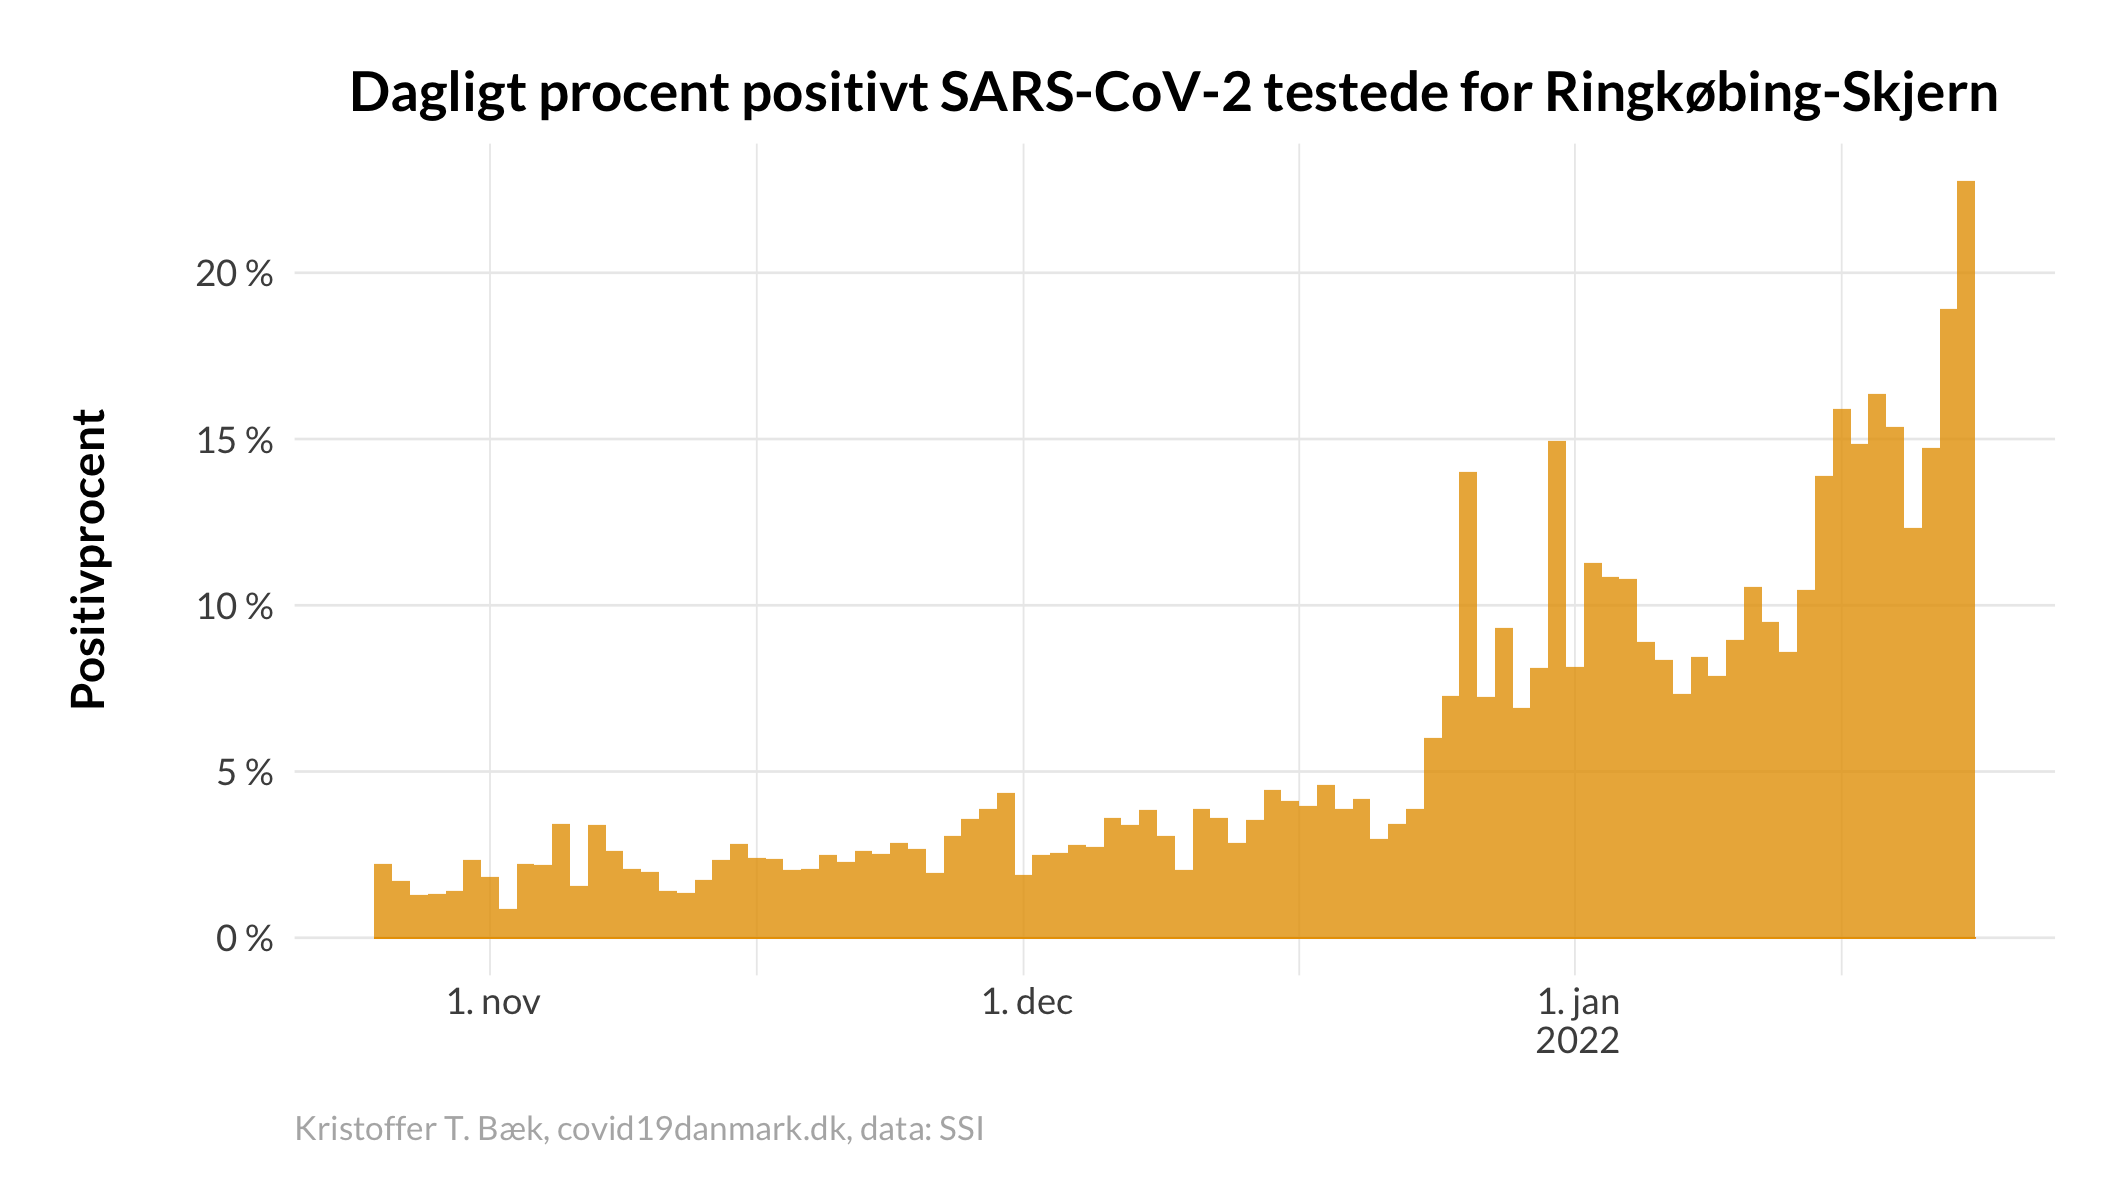 Dagligt procent positivt SARS-CoV-2 testede for Ringkøbing-Skjern
Positivprocent
20 %
15 %
10 %
5 %
0 %
1. nov
1. dec
1. jan
2022
Kristoffer T. Bæk, covid19danmark.dk, data: SSI